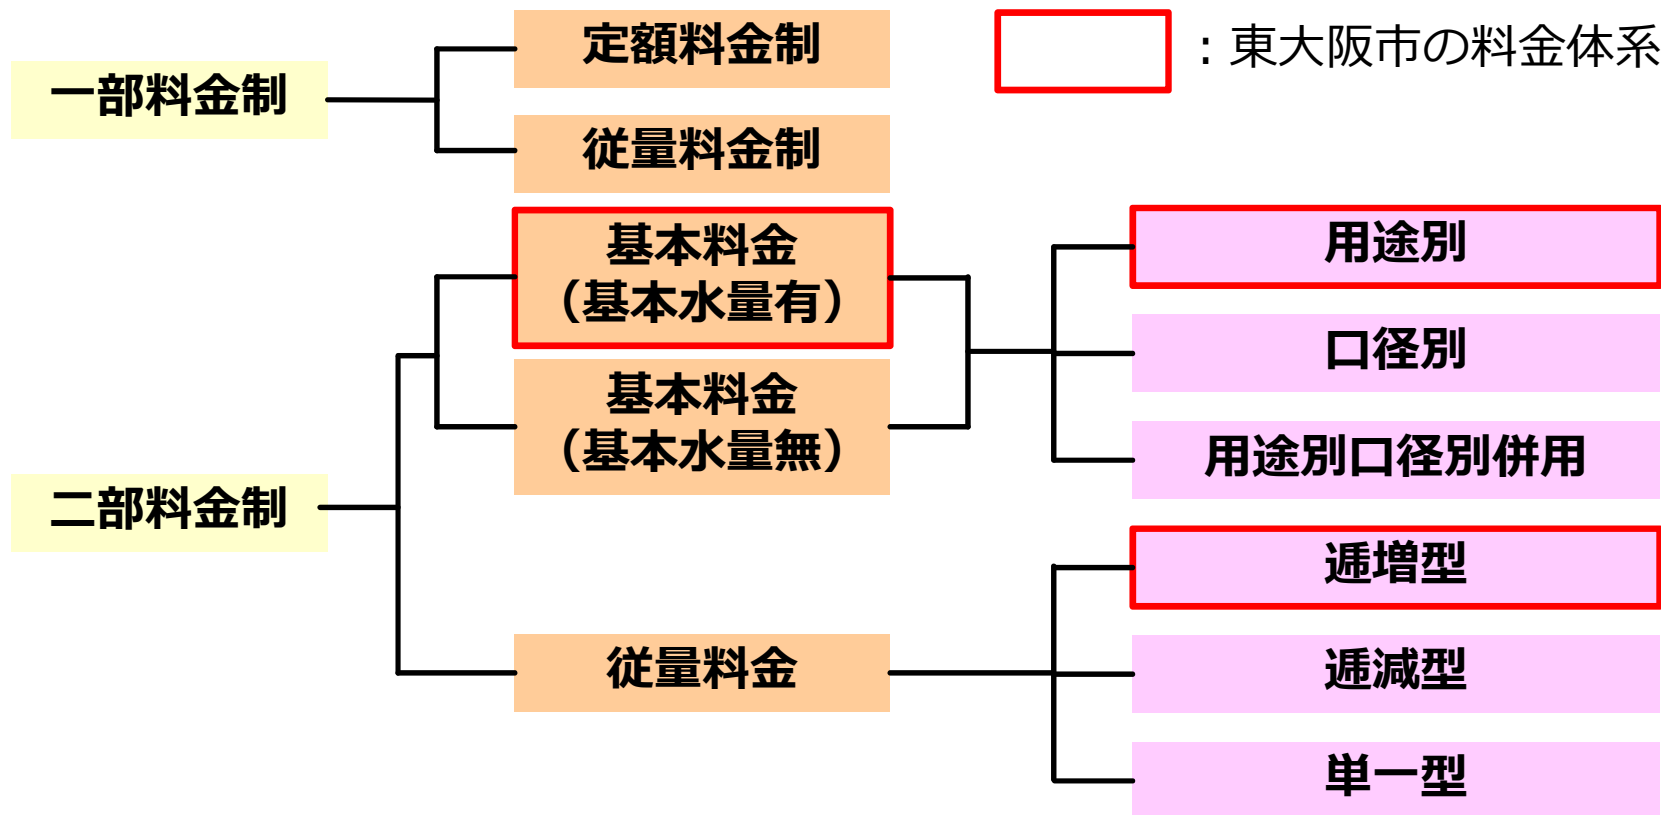 定額料金制
：東大阪市の料金体系
一部料金制
従量料金制
基本料金
（基本水量有）
用途別
口径別
基本料金
（基本水量無）
用途別口径別併用
二部料金制
逓増型
従量料金
逓減型
単一型